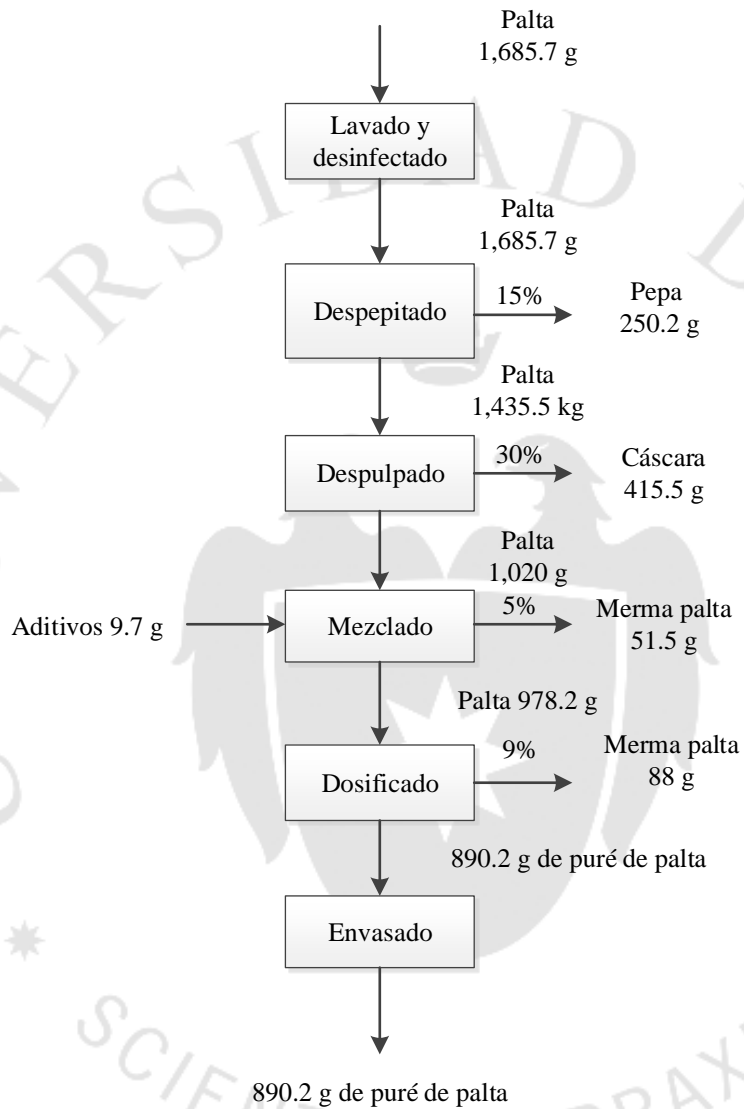 Palta
1,685.7 g
Lavado y
desinfectado
Palta
1,685.7 g
Despepitado
15%
Pepa
250.2 g
Palta
1,435.5 kg
Despulpado
30%
Cáscara
415.5 g
Palta
1,020 g
Aditivos 9.7 g
Mezclado
5%
Merma palta
51.5 g
Palta 978.2 g
Dosificado
9%
Merma palta
88 g
890.2 g de puré de palta
Envasado
890.2 g de puré de palta